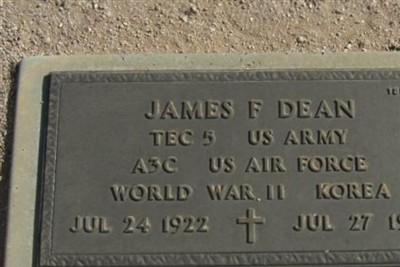 JAMES F DEAN
TEC 5 US ARMY
A3C US AIR FORCE
WORLD WAR II KOREA
JUL 24 1922 JUL 27